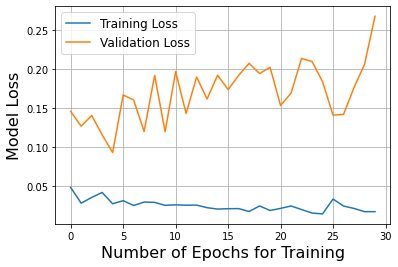 Training Loss
Validation Loss
0.25
0.20
0.15
0.10
0.05
Model Loss
0 5 10 15 20 25 30
Number of Epochs for Training